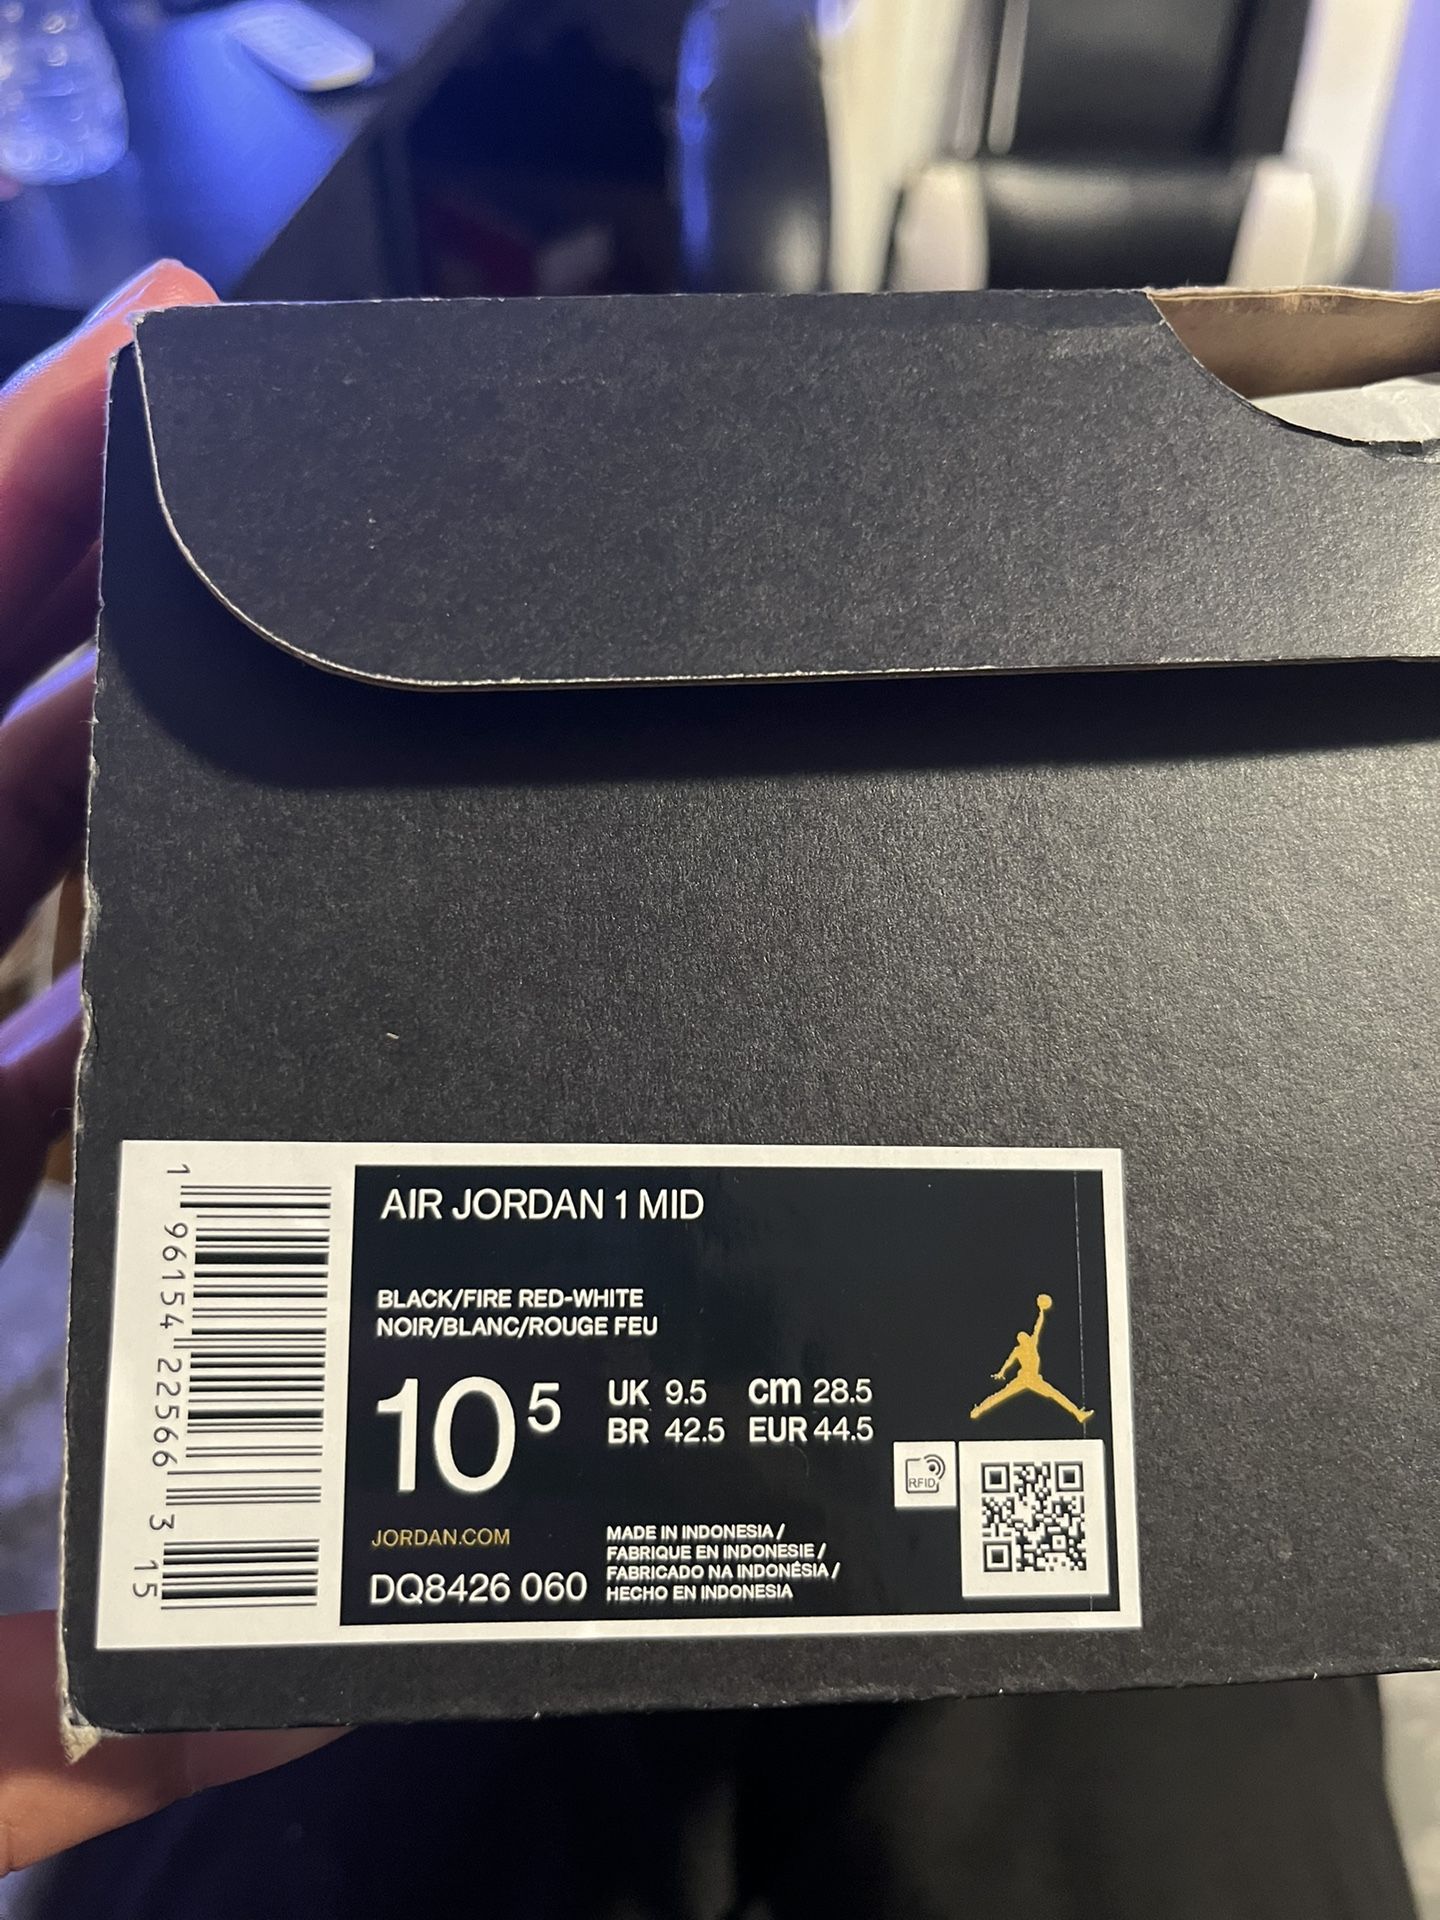 AIR JORDAN 1 MID
BLACK/FIRE RED-WHITE
NOIR/BLANC/ROUGE FEU
10 5
UK 9.5 cm 28.5
BR 42.5 EUR 44.5
RFID
JORDAN.COM
DQ8426 060
MADE IN INDONESIA /
FABRIQUE EN INDONESIE /
FABRICADO NA INDONÉSIA /
HECHO EN INDONESIA
1 96154 22566 3 15